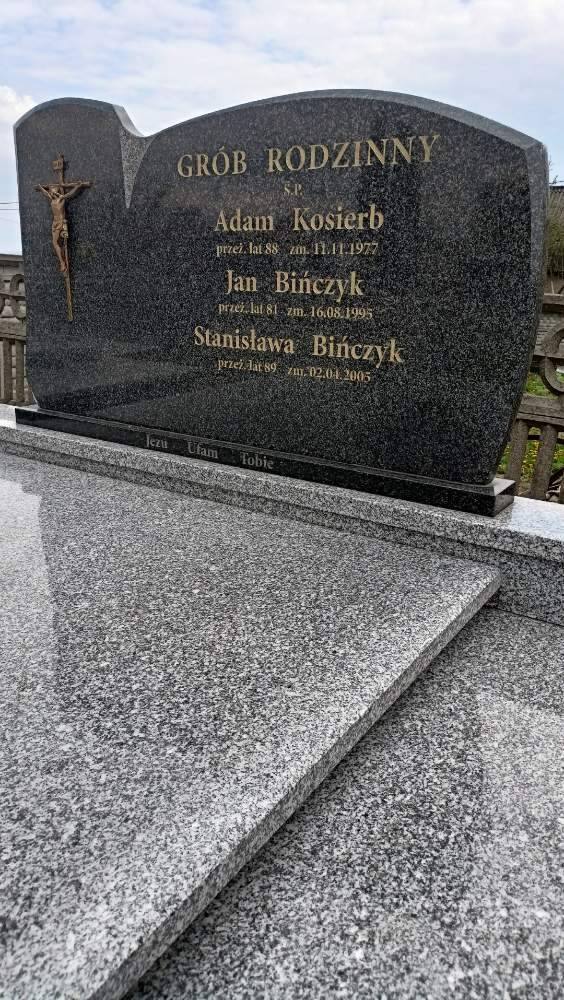 GRÓB RODZINNY
Ś.P.
Adam Kosierb
przeż. lat 88 zm. 11.11.1977
Jan Bińczyk
przeż. lat 81 zm. 16.08.1995
Stanisława Bińczyk
przeż. lat 89 zm. 02.04.2005
Jezu Ufam Tobie